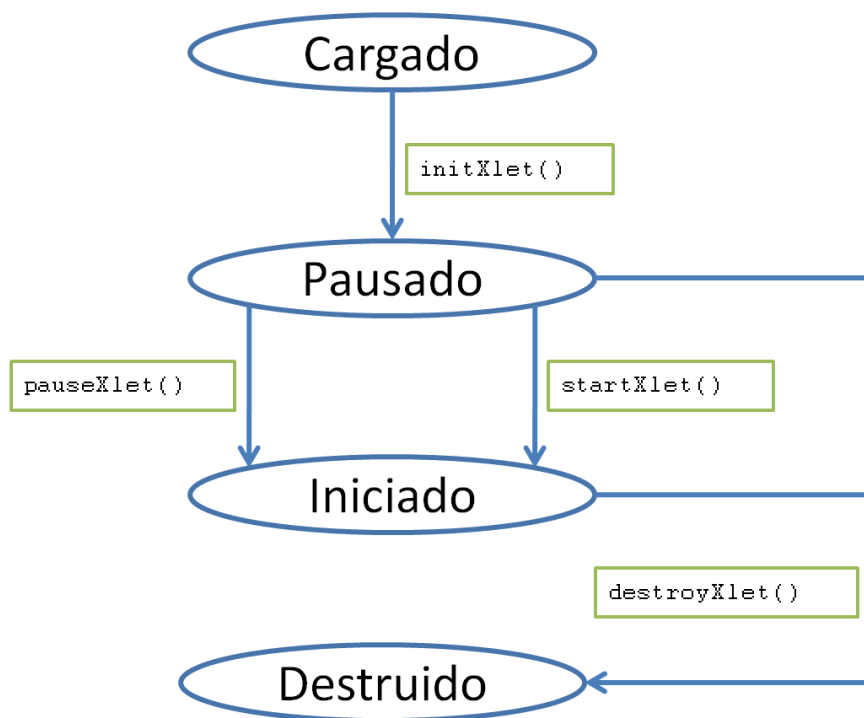 Cargado
initXlet()
Pausado
pauseXlet()
startXlet()
Iniciado
destroyXlet()
Destruido